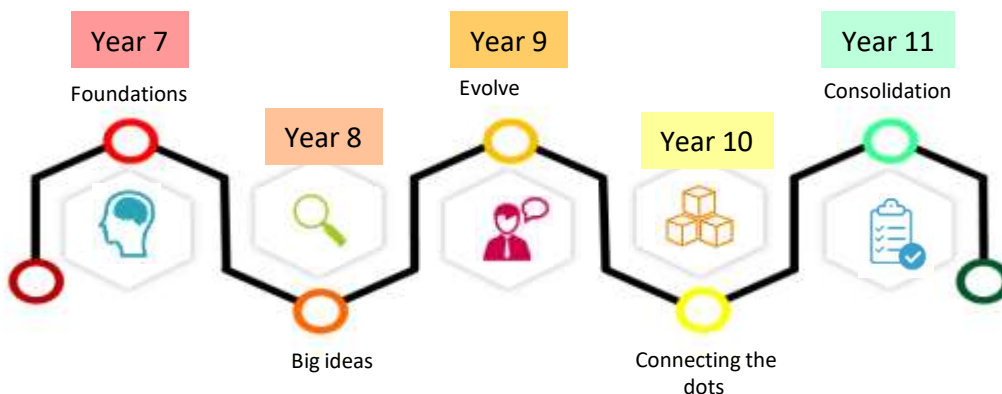 Year 7
Foundations
Year 8
Big ideas
Year 9
Evolve
Year 10
Connecting the
dots
Year 11
Consolidation